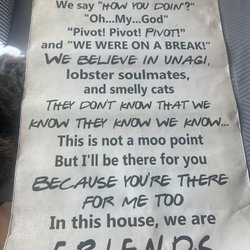 We say "HOW YOU DOIN?"
"Oh...My...God"
"Pivot! Pivot! PIVOT!"
and "WE WERE ON A BREAK!"
WE BELIEVE IN UNAGI,
lobster soulmates,
and smelly cats
THEY DON'T KNOW THAT WE
KNOW THEY KNOW WE KNOW...
This is not a moo point
But I'll be there for you
BECAUSE YOU'RE THERE
FOR ME TOO
In this house, we are
FRIENDS